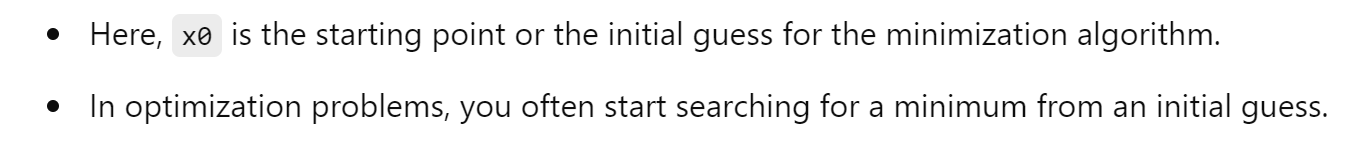 • Here, x0 is the starting point or the initial guess for the minimization algorithm.
• In optimization problems, you often start searching for a minimum from an initial guess.